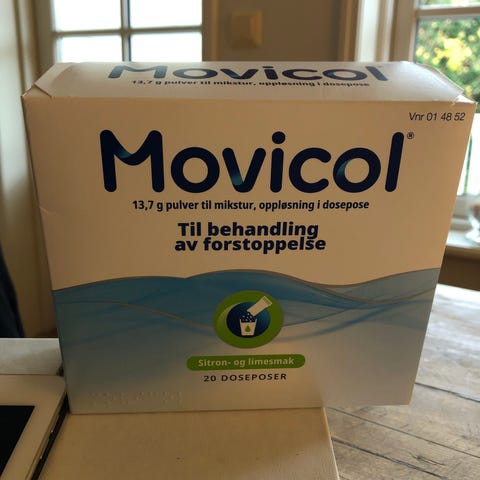 Movicol
13,7 g pulver til mikstur, oppløsning i dosepose
Vnr 01 48 52
Movicol®
13,7 g pulver til mikstur, oppløsning i dosepose
Til behandling
av forstoppelse
Sitron- og limesmak
20 DOSEPOSER